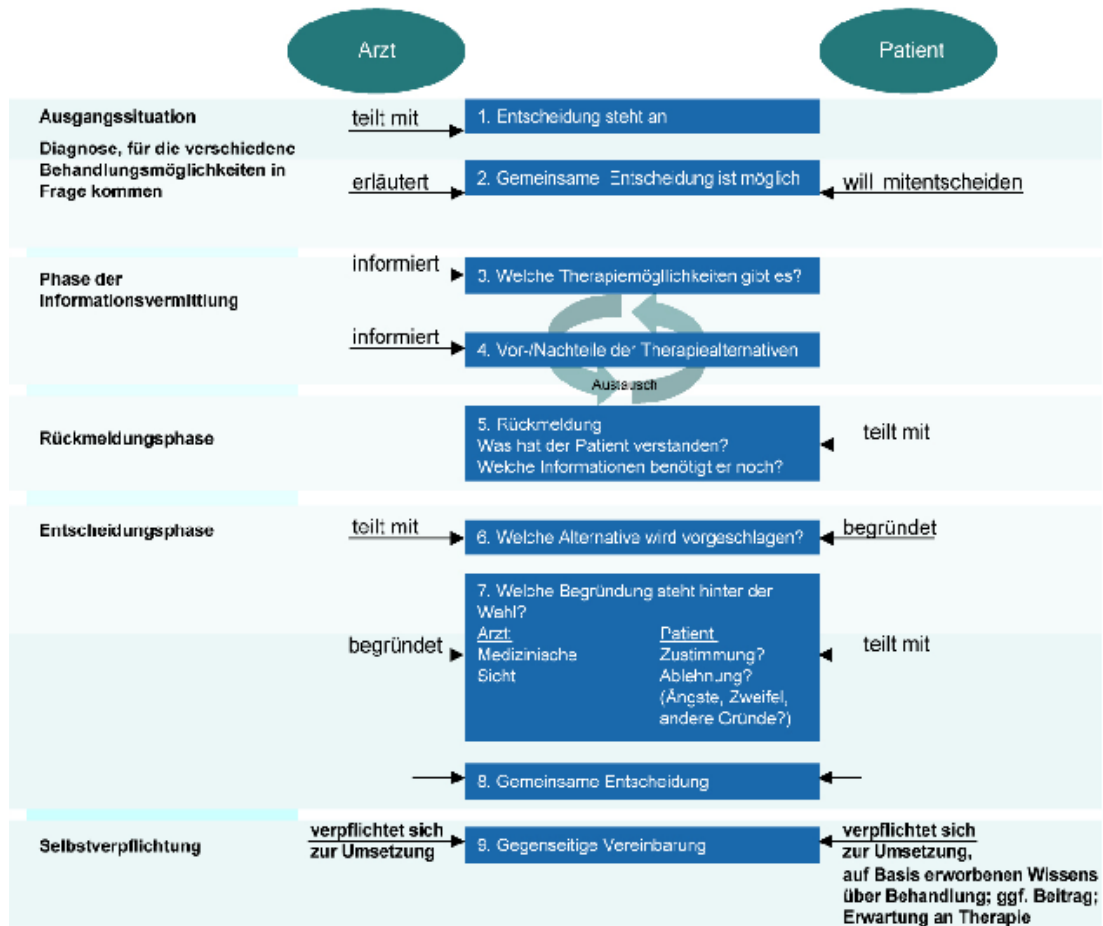 Arzt
Patient
Ausgangssituation
Diagnose, für die verschiedene
Behandlungsmöglichkeiten in
Frage kommen
teilt mit
1. Entscheidung steht an
erläutert
2. Gemeinsame Entscheidung ist möglich
will mitentscheiden
Phase der
Informationsvermittlung
informiert
3. Welche Therapiemögllichkeiten gibt es?
informiert
4. Vor-/Nachteile der Therapiealternativen
Austausch
Rückmeldungsphase
5. Rückmeldung
Was hat der Patient verstanden?
Welche Informationen benötigt er noch?
teilt mit
Entscheidungsphase
teilt mit
6. Welche Alternative wird vorgeschlagen?
begründet
begründet
7. Welche Begründung steht hinter der
Wahl?
Arzt:
Medizinische
Sicht
Patient
Zustimmung?
Ablehnung?
(Ängste, Zweifel,
andere Gründe?)
teilt mit
8. Gemeinsame Entscheidung
Selbstverpflichtung
verpflichtet sich
zur Umsetzung
9. Gegenseitige Vereinbarung
verpflichtet sich
zur Umsetzung,
auf Basis erworbenen Wissens
über Behandlung; ggf. Beitrag;
Erwartung an Therapie